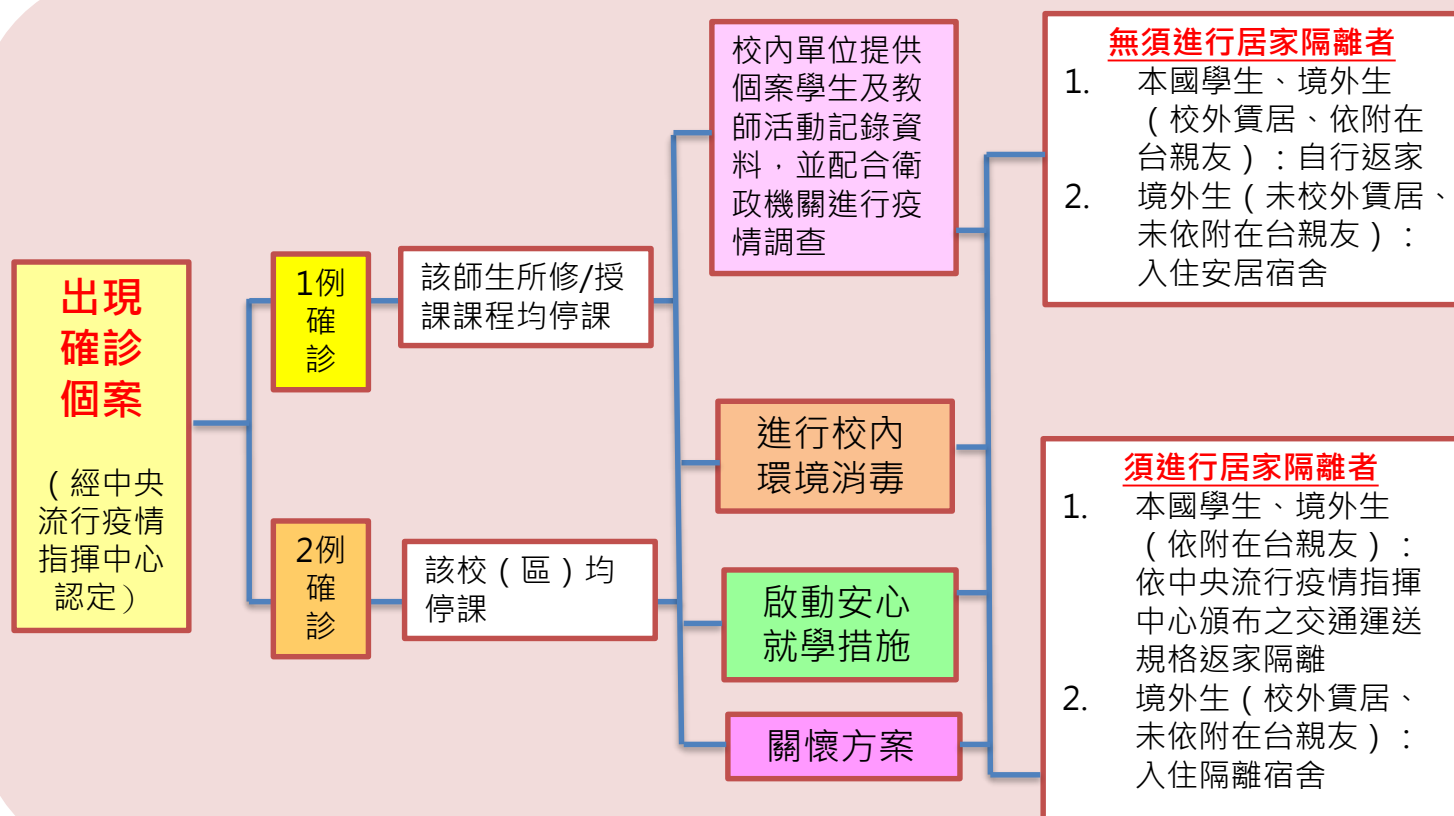 出現
確診
個案
（經中央
流行疫情
指揮中心
認定）
1例
確
診
2例
確
診
該師生所修/授
課課程均停課
該校（區）均
停課
校內單位提供
個案學生及教
師活動記錄資
料，並配合衛
政機關進行疫
情調查
進行校內
環境消毒
啟動安心
就學措施
關懷方案
無須進行居家隔離者
1. 本國學生、境外生
（校外賃居、依附在
台親友）：自行返家
2. 境外生（未校外賃居、
未依附在台親友）：
入住安居宿舍
須進行居家隔離者
1. 本國學生、境外生
（依附在台親友）：
依中央流行疫情指揮
中心頒布之交通運送
規格返家隔離
2. 境外生（校外賃居、
未依附在台親友）：
入住隔離宿舍